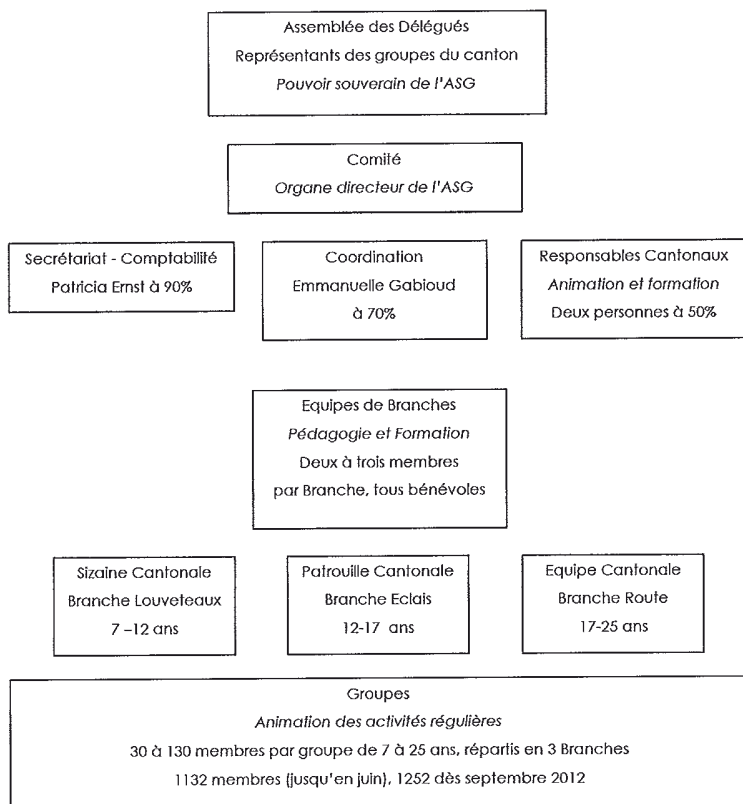 Assemblée des Délégués
Représentants des groupes du canton
Pouvoir souverain de l'ASG
Comité
Organe directeur de l'ASG
Secrétariat - Comptabilité
Patricia Ernst à 90%
Coordination
Emmanuelle Gabioud
à 70%
Responsables Cantonaux
Animation et formation
Deux personnes à 50%
Equipes de Branches
Pédagogie et Formation
Deux à trois membres
par Branche, tous bénévoles
Sizaine Cantonale
Branche Louveteaux
7 –12 ans
Patrouille Cantonale
Branche Eclais
12-17 ans
Equipe Cantonale
Branche Route
17-25 ans
Groupes
Animation des activités régulières
30 à 130 membres par groupe de 7 à 25 ans, répartis en 3 Branches
1132 membres (jusqu'en juin), 1252 dès septembre 2012